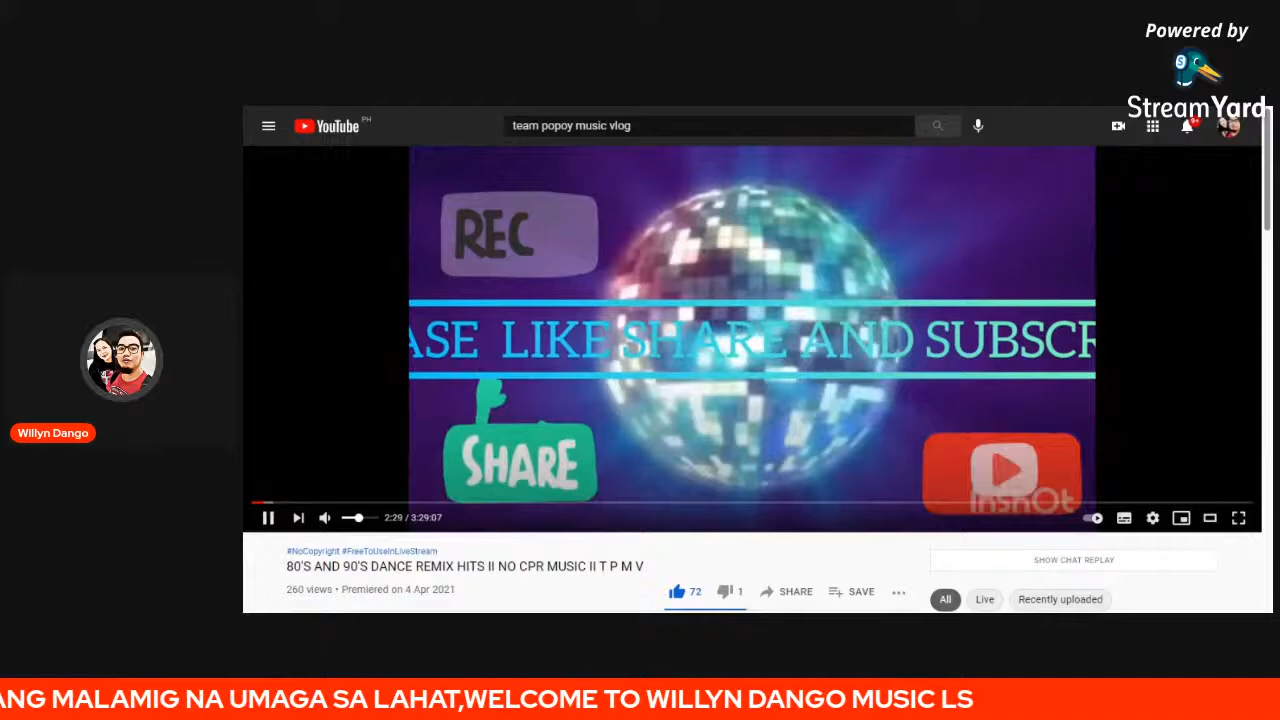 Powered by
StreamYard
YouTube PH
team popoy music vlog
9+
REC
ASE LIKE SHARE AND SUBSCR
SHARE
InShOt
2:29 / 3:29:07
Willyn Dango
#NoCopyright #FreeToUseInLiveStream
80'S AND 90'S DANCE REMIX HITS II NO CPR MUSIC II T P M V
260 views • Premiered on 4 Apr 2021
72 1 SHARE SAVE
SHOW CHAT REPLAY
All Live Recently uploaded
ANG MALAMIG NA UMAGA SA LAHAT,WELCOME TO WILLYN DANGO MUSIC LS